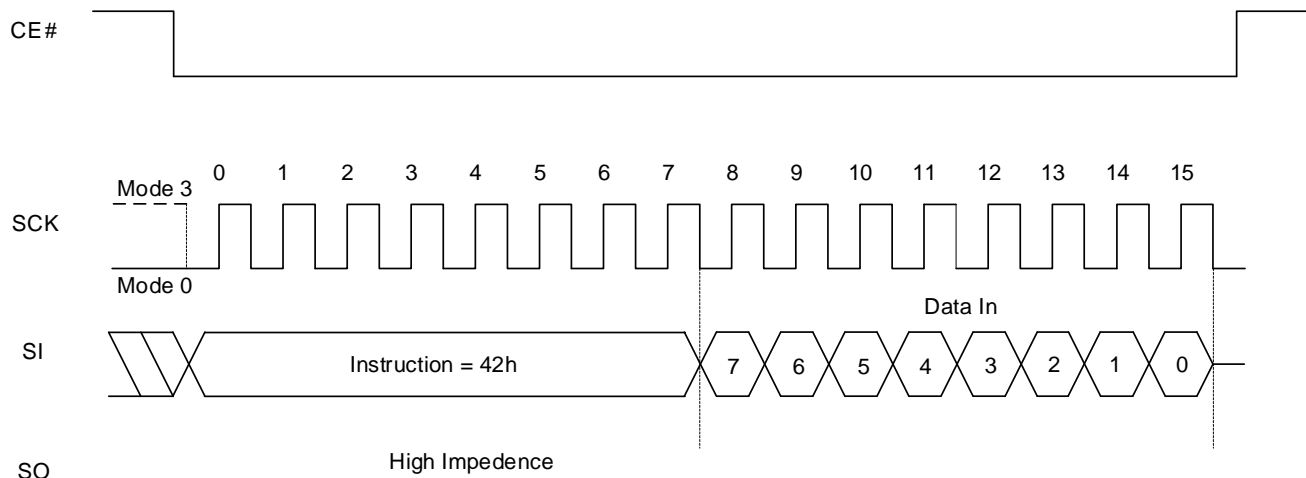 CE#
0 1 2 3 4 5 6 7 8 9 10 11 12 13 14 15
Mode 3
SCK
Mode 0
Data In
SI
Instruction = 42h
7 6 5 4 3 2 1 0
High Impedence
SO